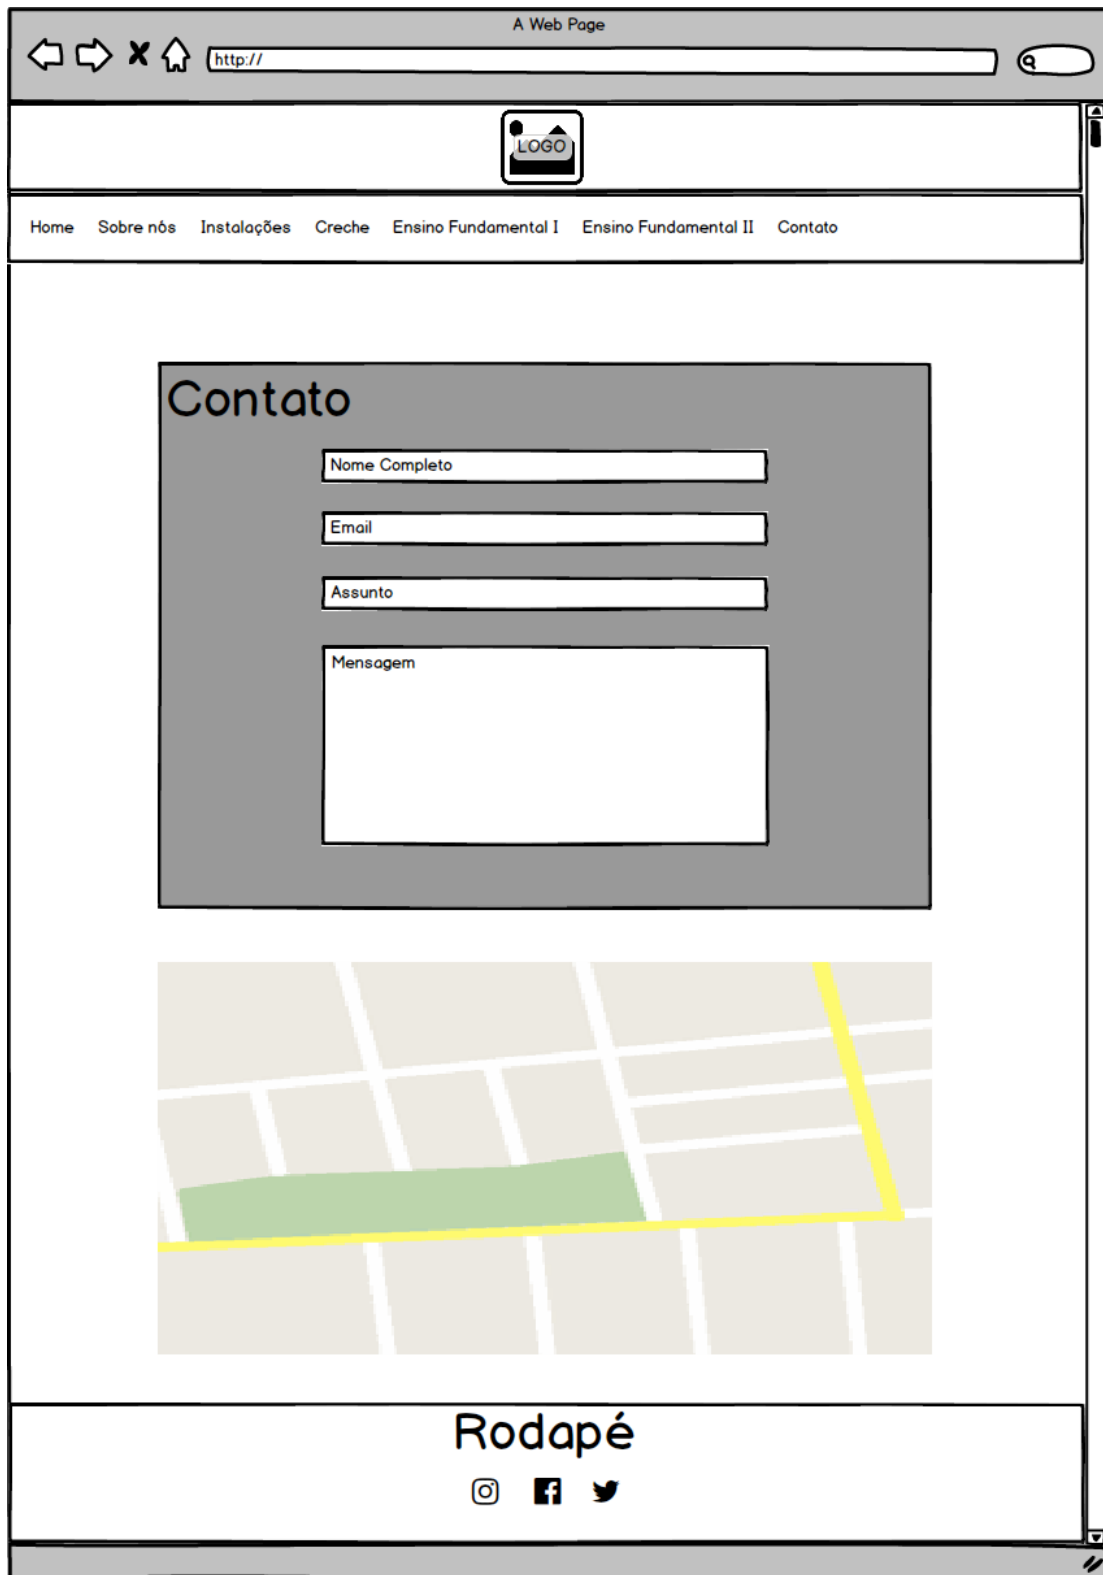 A Web Page
http://
LOGO
Home Sobre nós Instalações Creche Ensino Fundamental I Ensino Fundamental II Contato
Contato
Nome Completo
Email
Assunto
Mensagem
Rodapé